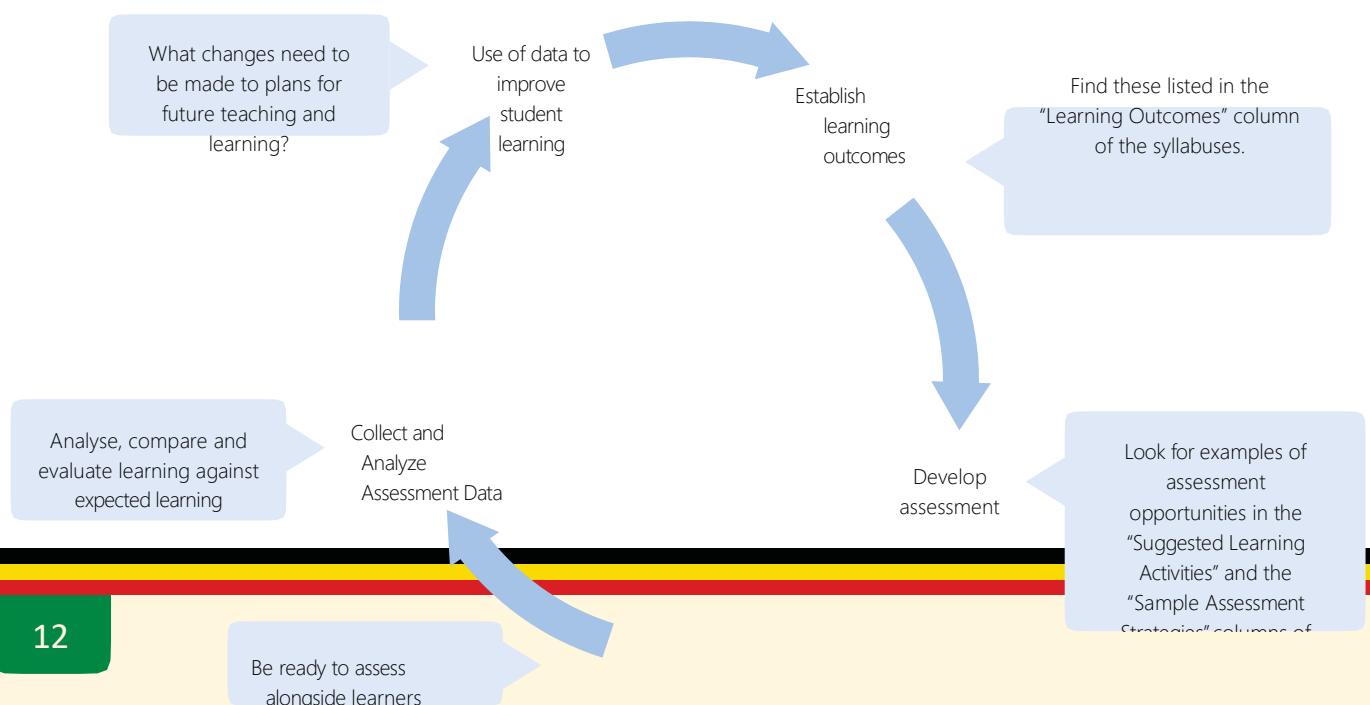 What changes need to
be made to plans for
future teaching and
learning?
Use of data to
improve
student
learning
Establish
learning
outcomes
Find these listed in the
“Learning Outcomes” column
of the syllabuses.
Analyse, compare and
evaluate learning against
expected learning
Collect and
Analyze
Assessment Data
Develop
assessment
Look for examples of
assessment
opportunities in the
“Suggested Learning
Activities” and the
“Sample Assessment
Strategies” columns of
12
Be ready to assess
alongside learners